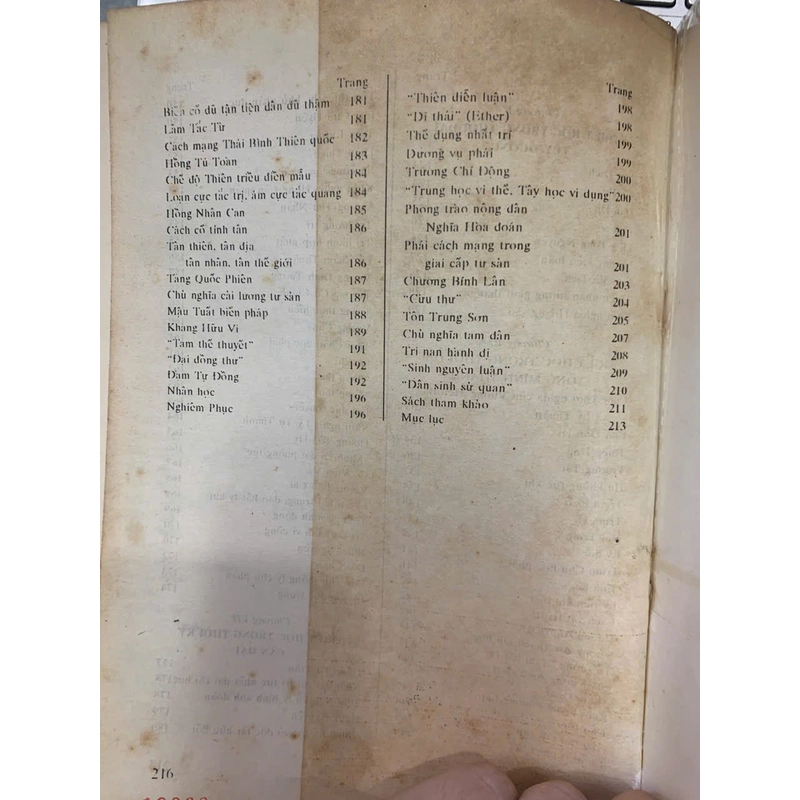 Trang
Biến cố dũ tận tiện dân dũ thậm 181
Lâm Tắc Từ 181
Cách mạng Thái Bình Thiên quốc 182
Hồng Tú Toàn 183
Chế độ Thiên triều điền mẫu 184
Loạn cực tắc trị, ám cực tắc quang 184
Hồng Nhân Can 185
Cách cố tỉnh tân 186
Tân thiên, tân địa
tân nhân, tân thế giới 186
Tăng Quốc Phiên 187
Chủ nghĩa cải lương tư sản 187
Mậu Tuất biến pháp 188
Khang Hữu Vi 189
"Tam thế thuyết" 191
"Đại đồng thư" 192
Đàm Tự Đồng 192
Nhân học 196
Nghiêm Phục 196
Trang
"Thiên diễn luận" 198
"Dĩ thái" (Ether) 198
Thể dụng nhất trí 199
Dương vụ phái 199
Trương Chí Động 200
"Trung học vi thể, Tây học vi dụng" 200
Phong trào nông dân
Nghĩa Hòa đoàn 201
Phái cách mạng trong
giai cấp tư sản 201
Chương Bính Lân 203
"Cừu thư" 204
Tôn Trung Sơn 205
Chủ nghĩa tam dân 207
Tri nan hành dị 208
"Sinh nguyên luận" 209
"Dân sinh sử quan" 210
Sách tham khảo 211
Mục lục 213
216